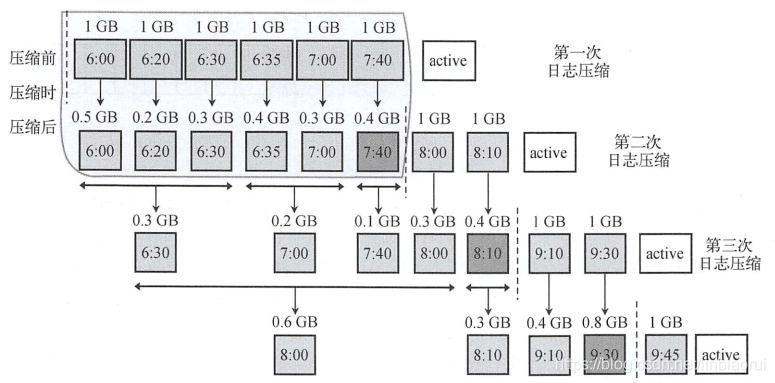 1 GB 1 GB 1 GB 1 GB 1 GB 1 GB
压缩前 6:00 6:20 6:30 6:35 7:00 7:40 active 第一次
日志压缩
压缩时
0.5 GB 0.2 GB 0.3 GB 0.4 GB 0.3 GB 0.4 GB 1 GB 1 GB
压缩后 6:00 6:20 6:30 6:35 7:00 7:40 8:00 8:10 active 第二次
日志压缩
0.3 GB 0.2 GB 0.1 GB 0.3 GB 0.4 GB 1 GB 1 GB
6:30 7:00 7:40 8:00 8:10 9:10 9:30 active 第三次
日志压缩
0.6 GB 0.3 GB 0.4 GB 0.8 GB 1 GB
8:00 8:10 9:10 9:30 9:45 active